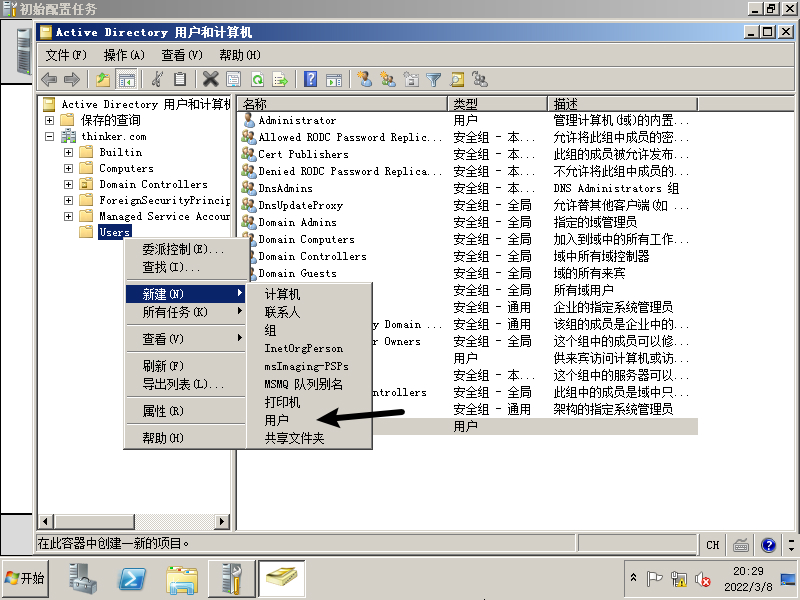 初始配置任务
Active Directory 用户和计算机
文件(F) 操作(A) 查看(V) 帮助(H)
Active Directory 用户和计算机
保存的查询
thinker.com
Builtin
Computers
Domain Controllers
ForeignSecurityPrincip
Managed Service Accour
Users
名称 类型 描述
Administrator 用户 管理计算机(域)的内置...
Allowed RODC Password Replic... 安全组 - 本... 允许将此组中成员的密...
Cert Publishers 安全组 - 本... 此组的成员被允许发布...
Denied RODC Password Replica... 安全组 - 本... 不允许将此组中成员的...
DnsAdmins 安全组 - 本... DNS Administrators 组
DnsUpdateProxy 安全组 - 全局 允许替其他客户端(如 ...
Domain Admins 安全组 - 全局 指定的域管理员
Domain Computers 安全组 - 全局 加入到域中的所有工作...
Domain Controllers 安全组 - 全局 域中所有域控制器
Domain Guests 安全组 - 全局 域的所有来宾
安全组 - 全局 所有域用户
安全组 - 通用 企业的指定系统管理员
y Domain ... 安全组 - 通用 该组的成员是企业中的...
r Owners 安全组 - 全局 这个组中的成员可以修...
用户 供来宾访问计算机或访...
安全组 - 本... 这个组中的服务器可以...
ntrollers 安全组 - 全局 此组中的成员是域中只...
安全组 - 通用 架构的指定系统管理员
用户
委派控制(E)...
查找(I)...
新建(N)
所有任务(K)
查看(V)
刷新(F)
导出列表(L)...
属性(R)
帮助(H)
计算机
联系人
组
InetOrgPerson
msImaging-PSPs
MSMQ 队列别名
打印机
用户
共享文件夹
在此容器中创建一新的项目。
CH
开始
20:29
2022/3/8